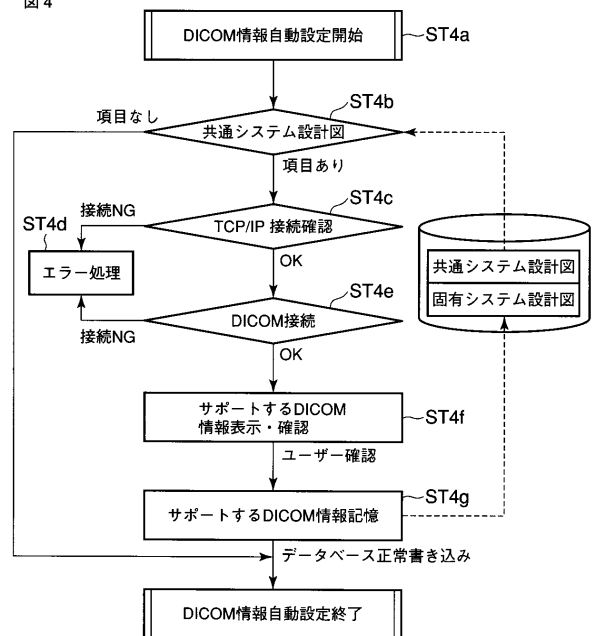 図4
DICOM情報自動設定開始
ST4a
ST4b
項目なし
共通システム設計図
項目あり
ST4c
ST4d
接続NG
TCP/IP 接続確認
エラー処理
OK
共通システム設計図
固有システム設計図
ST4e
接続NG
DICOM接続
OK
サポートするDICOM
情報表示・確認
ST4f
ユーザー確認
ST4g
サポートするDICOM情報記憶
データベース正常書き込み
DICOM情報自動設定終了